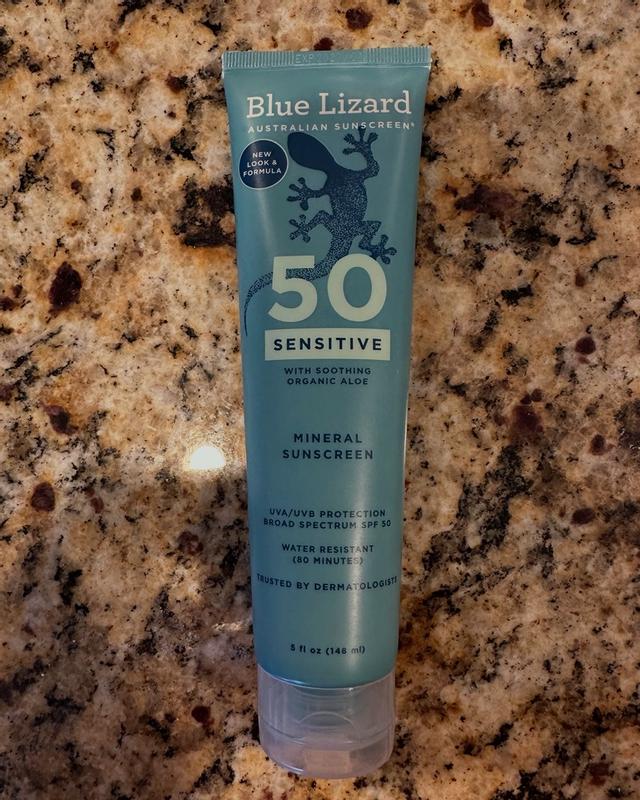 EXP
Blue Lizard
AUSTRALIAN SUNSCREEN®
NEW
LOOK &
FORMULA
50
SENSITIVE
WITH SOOTHING
ORGANIC ALOE
MINERAL
SUNSCREEN
UVA/UVB PROTECTION
BROAD SPECTRUM SPF 50
WATER RESISTANT
(80 MINUTES)
TRUSTED BY DERMATOLOGISTS
5 fl oz (148 ml)